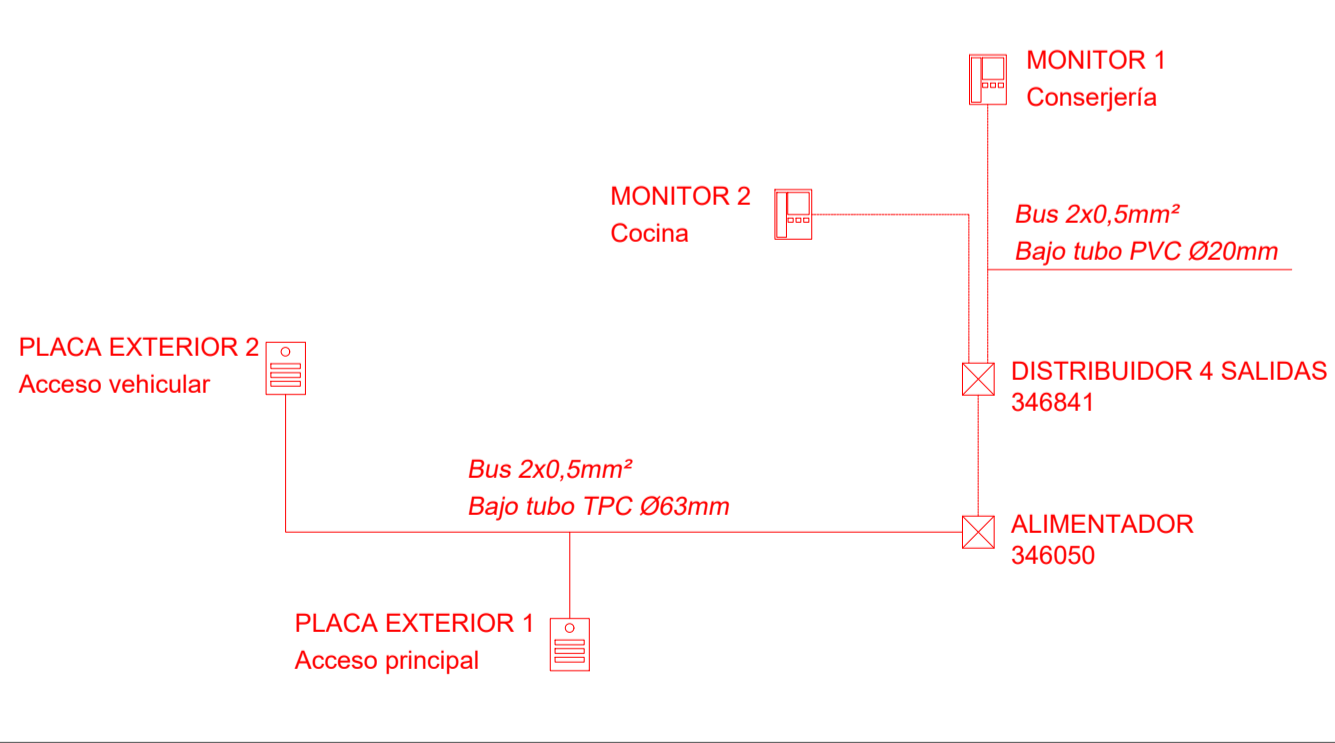 MONITOR 1
Conserjería
MONITOR 2
Cocina
Bus 2x0,5mm²
Bajo tubo PVC Ø20mm
PLACA EXTERIOR 2
Acceso vehicular
DISTRIBUIDOR 4 SALIDAS
346841
Bus 2x0,5mm²
Bajo tubo TPC Ø63mm
ALIMENTADOR
346050
PLACA EXTERIOR 1
Acceso principal